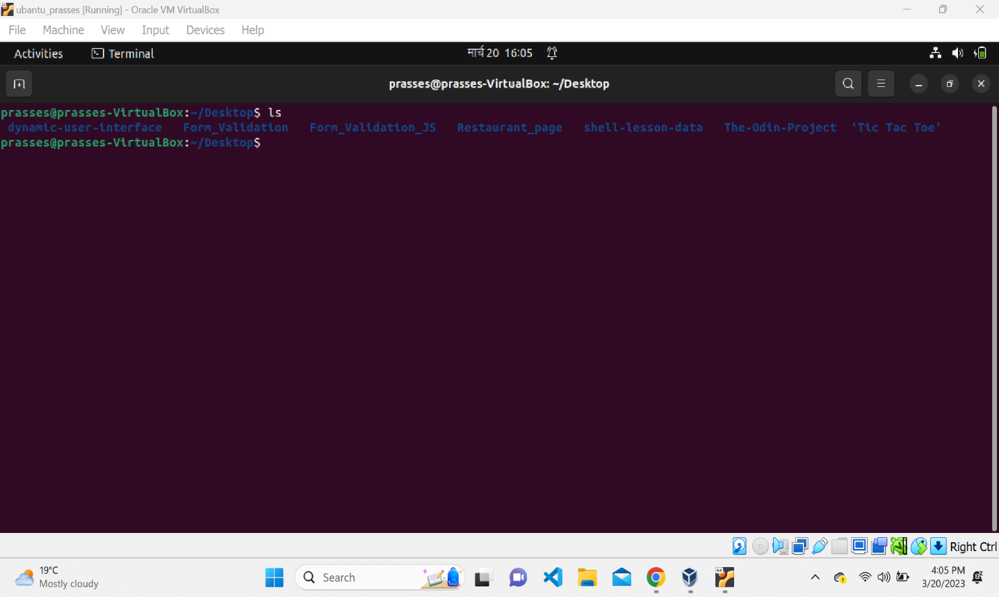 ubantu_prasses [Running] - Oracle VM VirtualBox
File Machine View Input Devices Help
Activities Terminal मार्च 20 16:05
prasses@prasses-VirtualBox: ~/Desktop
prasses@prasses-VirtualBox:~/Desktop$ ls
dynamic-user-interface Form_Validation Form_Validation_JS Restaurant_page shell-lesson-data The-Odin-Project 'Tic Tac Toe'
prasses@prasses-VirtualBox:~/Desktop$
Right Ctrl
19°C
Mostly cloudy
Search
64
4:05 PM
3/20/2023